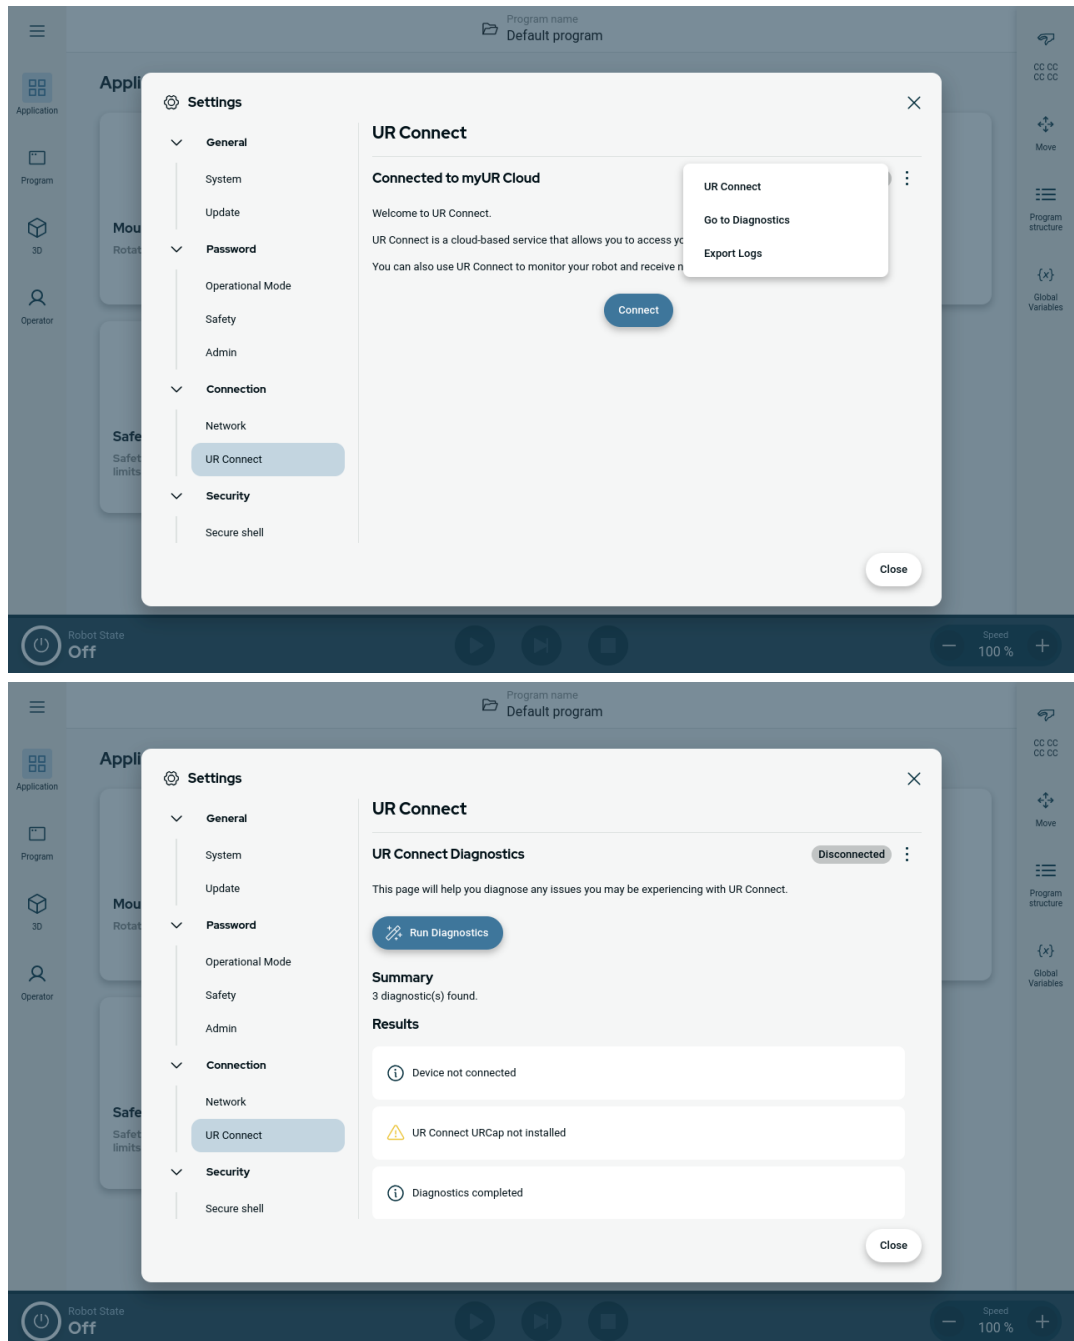 Program name
Default program
Application
Program
3D
Operator
Appli
Mou
Rotat
Safe
Safet
limits
Settings
General
System
Update
Password
Operational Mode
Safety
Admin
Connection
Network
UR Connect
Security
Secure shell
UR Connect
Connected to myUR Cloud
Welcome to UR Connect.
UR Connect is a cloud-based service that allows you to access yo
You can also use UR Connect to monitor your robot and receive n
UR Connect
Go to Diagnostics
Export Logs
Connect
Close
CC CC
CC CC
Move
Program
structure
{x}
Global
Variables
Robot State
Off
Speed
100 %
Program name
Default program
Application
Program
3D
Operator
Appli
Mou
Rotat
Safe
Safet
limits
Settings
General
System
Update
Password
Operational Mode
Safety
Admin
Connection
Network
UR Connect
Security
Secure shell
UR Connect
UR Connect Diagnostics
Disconnected
This page will help you diagnose any issues you may be experiencing with UR Connect.
Run Diagnostics
Summary
3 diagnostic(s) found.
Results
Device not connected
UR Connect URCap not installed
Diagnostics completed
Close
CC CC
CC CC
Move
Program
structure
{x}
Global
Variables
Robot State
Off
Speed
100 %